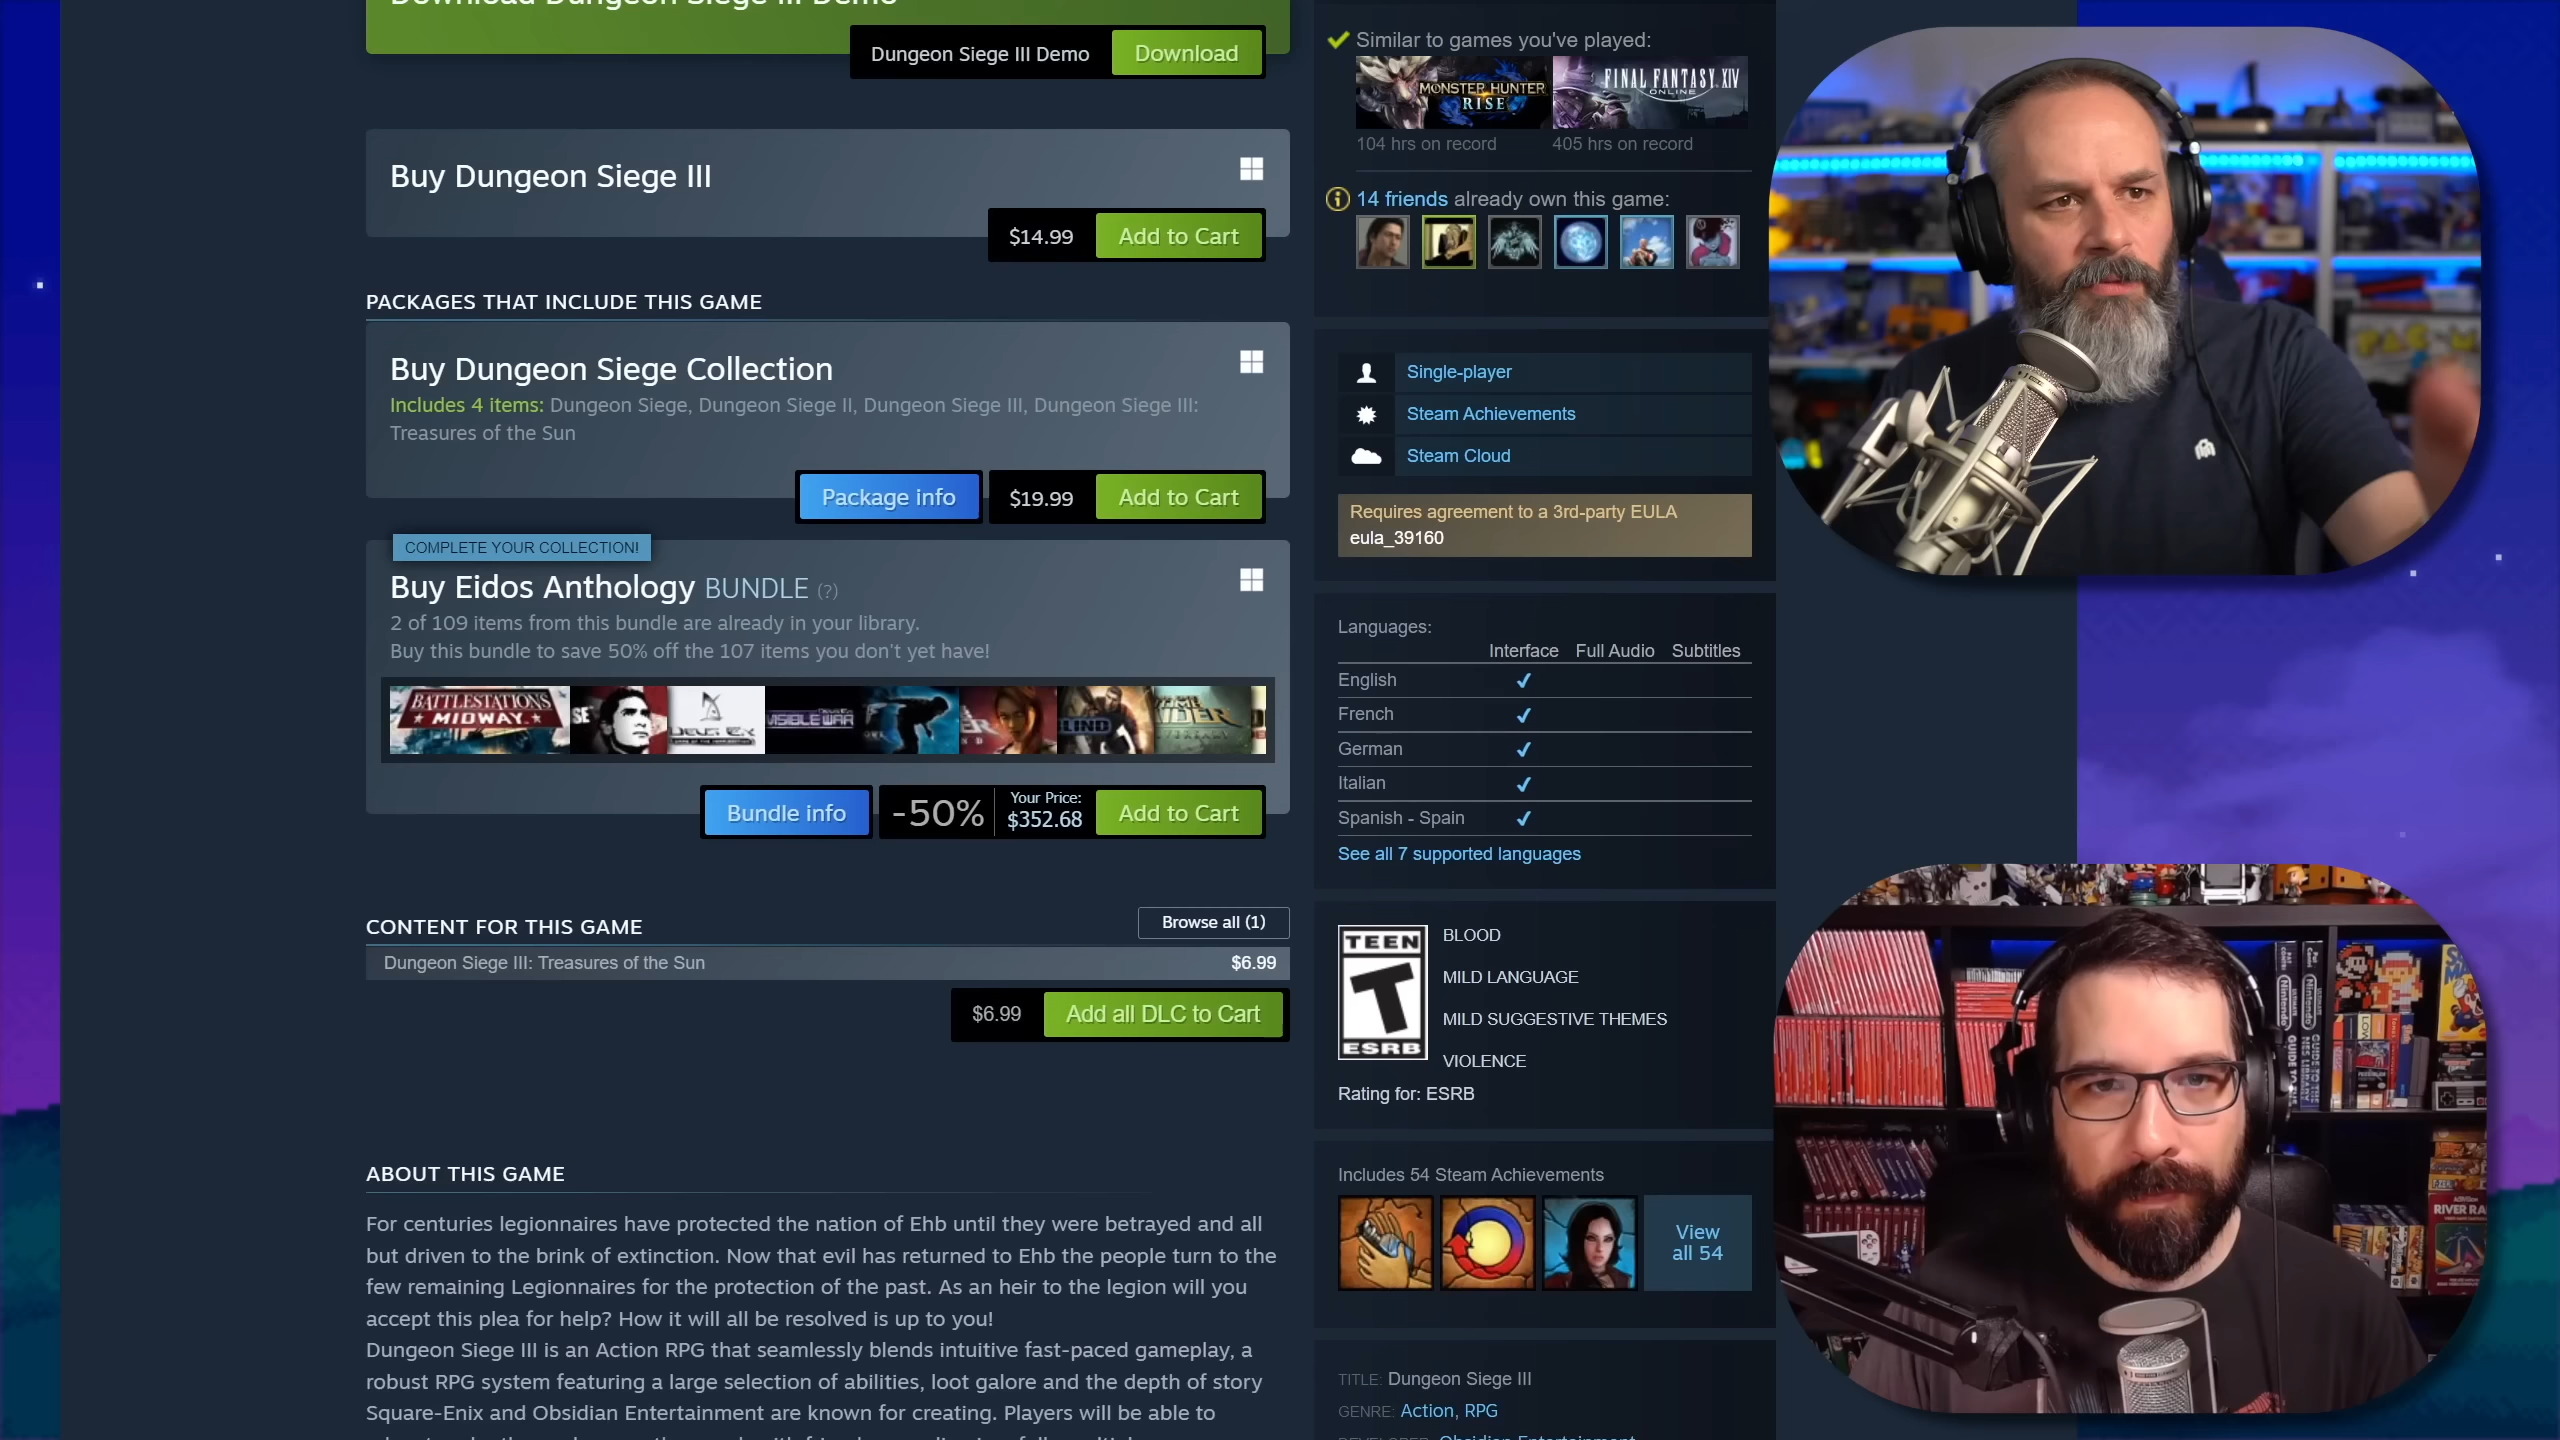 Download Dungeon Siege III Demo
Dungeon Siege III Demo
Download
Buy Dungeon Siege III
$14.99
Add to Cart
PACKAGES THAT INCLUDE THIS GAME
Buy Dungeon Siege Collection
Includes 4 items: Dungeon Siege, Dungeon Siege II, Dungeon Siege III, Dungeon Siege III:
Treasures of the Sun
Package info
$19.99
Add to Cart
COMPLETE YOUR COLLECTION!
Buy Eidos Anthology BUNDLE (?)
2 of 109 items from this bundle are already in your library.
Buy this bundle to save 50% off the 107 items you don't yet have!
BATTLESTATIONS
MIDWAY
Bundle info
-50%
Your Price:
$352.68
Add to Cart
CONTENT FOR THIS GAME
Browse all (1)
Dungeon Siege III: Treasures of the Sun
$6.99
$6.99
Add all DLC to Cart
ABOUT THIS GAME
For centuries legionnaires have protected the nation of Ehb until they were betrayed and all
but driven to the brink of extinction. Now that evil has returned to Ehb the people turn to the
few remaining Legionnaires for the protection of the past. As an heir to the legion will you
accept this plea for help? How it will all be resolved is up to you!
Dungeon Siege III is an Action RPG that seamlessly blends intuitive fast-paced gameplay, a
robust RPG system featuring a large selection of abilities, loot galore and the depth of story
Square-Enix and Obsidian Entertainment are known for creating. Players will be able to
Similar to games you've played:
MONSTER HUNTER
RISE
FINAL FANTASY XIV
ONLINE
104 hrs on record
405 hrs on record
14 friends already own this game:
Single-player
Steam Achievements
Steam Cloud
Requires agreement to a 3rd-party EULA
eula_39160
Languages:
Interface Full Audio Subtitles
English
French
German
Italian
Spanish - Spain
See all 7 supported languages
TEEN
T
ESRB
BLOOD
MILD LANGUAGE
MILD SUGGESTIVE THEMES
VIOLENCE
Rating for: ESRB
Includes 54 Steam Achievements
View
all 54
TITLE: Dungeon Siege III
GENRE: Action, RPG
DEVELOPER: Obsidian Entertainment